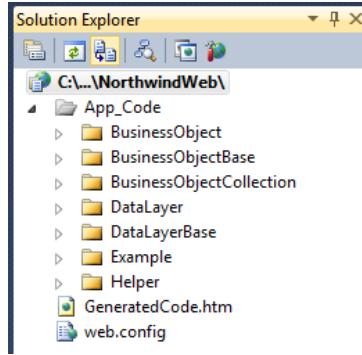 Solution Explorer
C:\...\NorthwindWeb\
App_Code
BusinessObject
BusinessObjectBase
BusinessObjectCollection
DataLayer
DataLayerBase
Example
Helper
GeneratedCode.htm
web.config